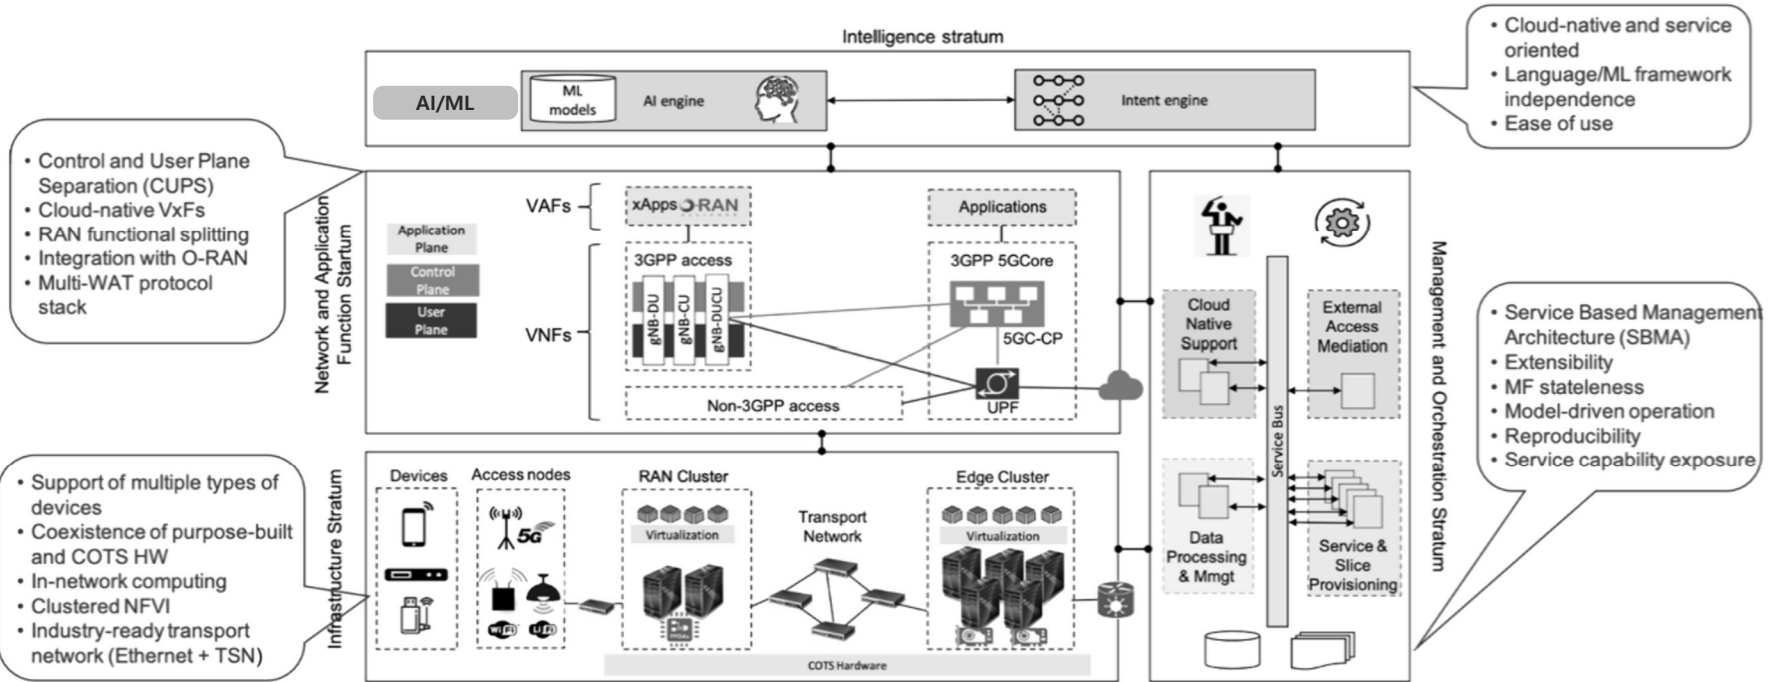 Intelligence stratum
AI/ML
ML
models
AI engine
Intent engine
• Cloud-native and service
oriented
• Language/ML framework
independence
• Ease of use
• Control and User Plane
Separation (CUPS)
• Cloud-native VxFs
• RAN functional splitting
• Integration with O-RAN
• Multi-WAT protocol
stack
Network and Application
Function Startum
Application
Plane
Control
Plane
User
Plane
VAFs
VNFs
xApps O-RAN
ALLIANCE
Applications
3GPP access
gNB-DU
gNB-CU
gNB-DUCU
3GPP 5GCore
5GC-CP
UPF
Non-3GPP access
Cloud
Native
Support
External
Access
Mediation
Service Bus
Data
Processing
& Mmgt
Service &
Slice
Provisioning
Management and Orchestration Stratum
• Service Based Management
Architecture (SBMA)
• Extensibility
• MF stateleness
• Model-driven operation
• Reproducibility
• Service capability exposure
• Support of multiple types of
devices
• Coexistence of purpose-built
and COTS HW
• In-network computing
• Clustered NFVI
• Industry-ready transport
network (Ethernet + TSN)
Infrastructure Stratum
Devices
Access nodes
5G
WiFi
LiFi
RAN Cluster
Virtualization
FPGAs
Transport
Network
Edge Cluster
Virtualization
COTS Hardware